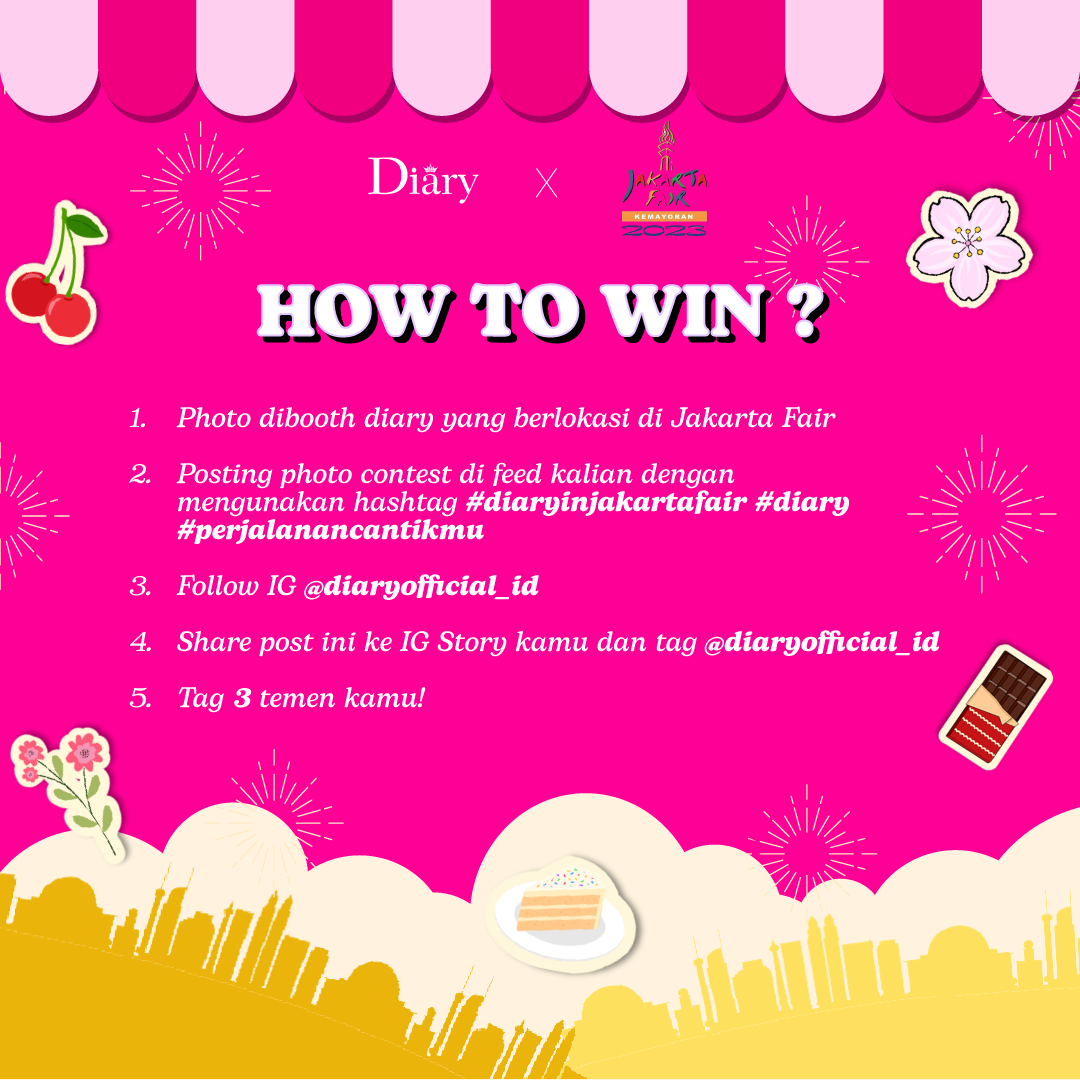 Diary
X
JAKARTA
FAIR
KEMAYORAN
2023
HOW TO WIN ?
1. Photo dibooth diary yang berlokasi di Jakarta Fair
2. Posting photo contest di feed kalian dengan
mengunakan hashtag #diaryinjakartafair #diary
#perjalanancantikmu
3. Follow IG @diaryofficial_id
4. Share post ini ke IG Story kamu dan tag @diaryofficial_id
5. Tag 3 temen kamu!